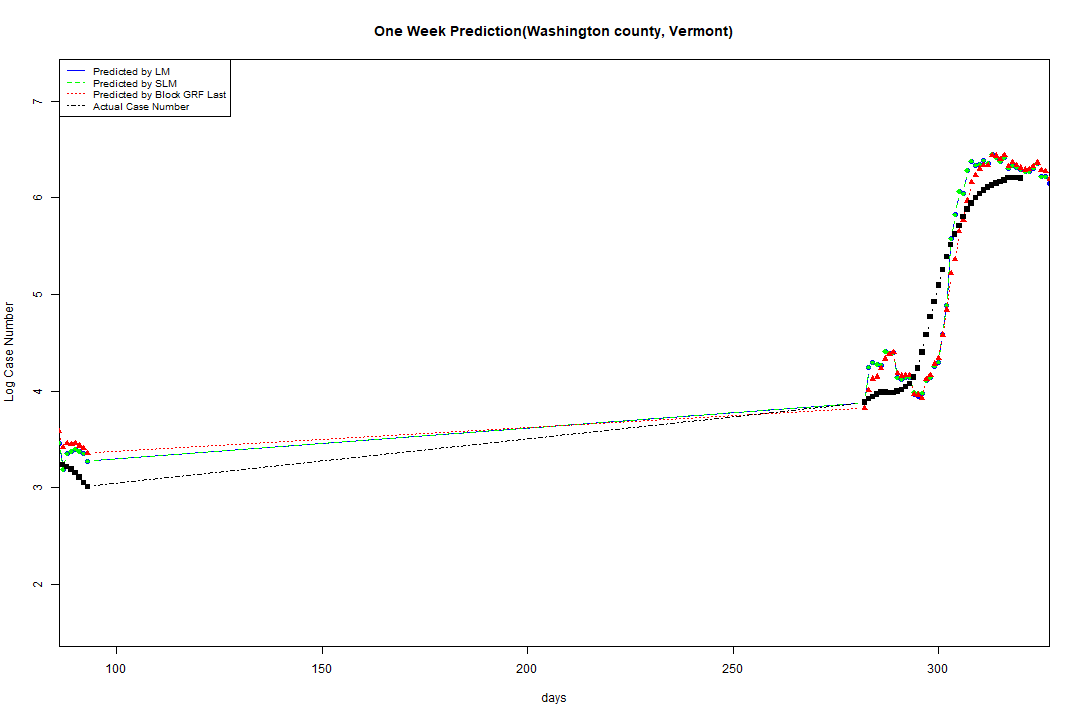 One Week Prediction(Washington county, Vermont)
Predicted by LM
Predicted by SLM
Predicted by Block GRF Last
Actual Case Number
7
6
5
4
3
2
Log Case Number
100 150 200 250 300
days